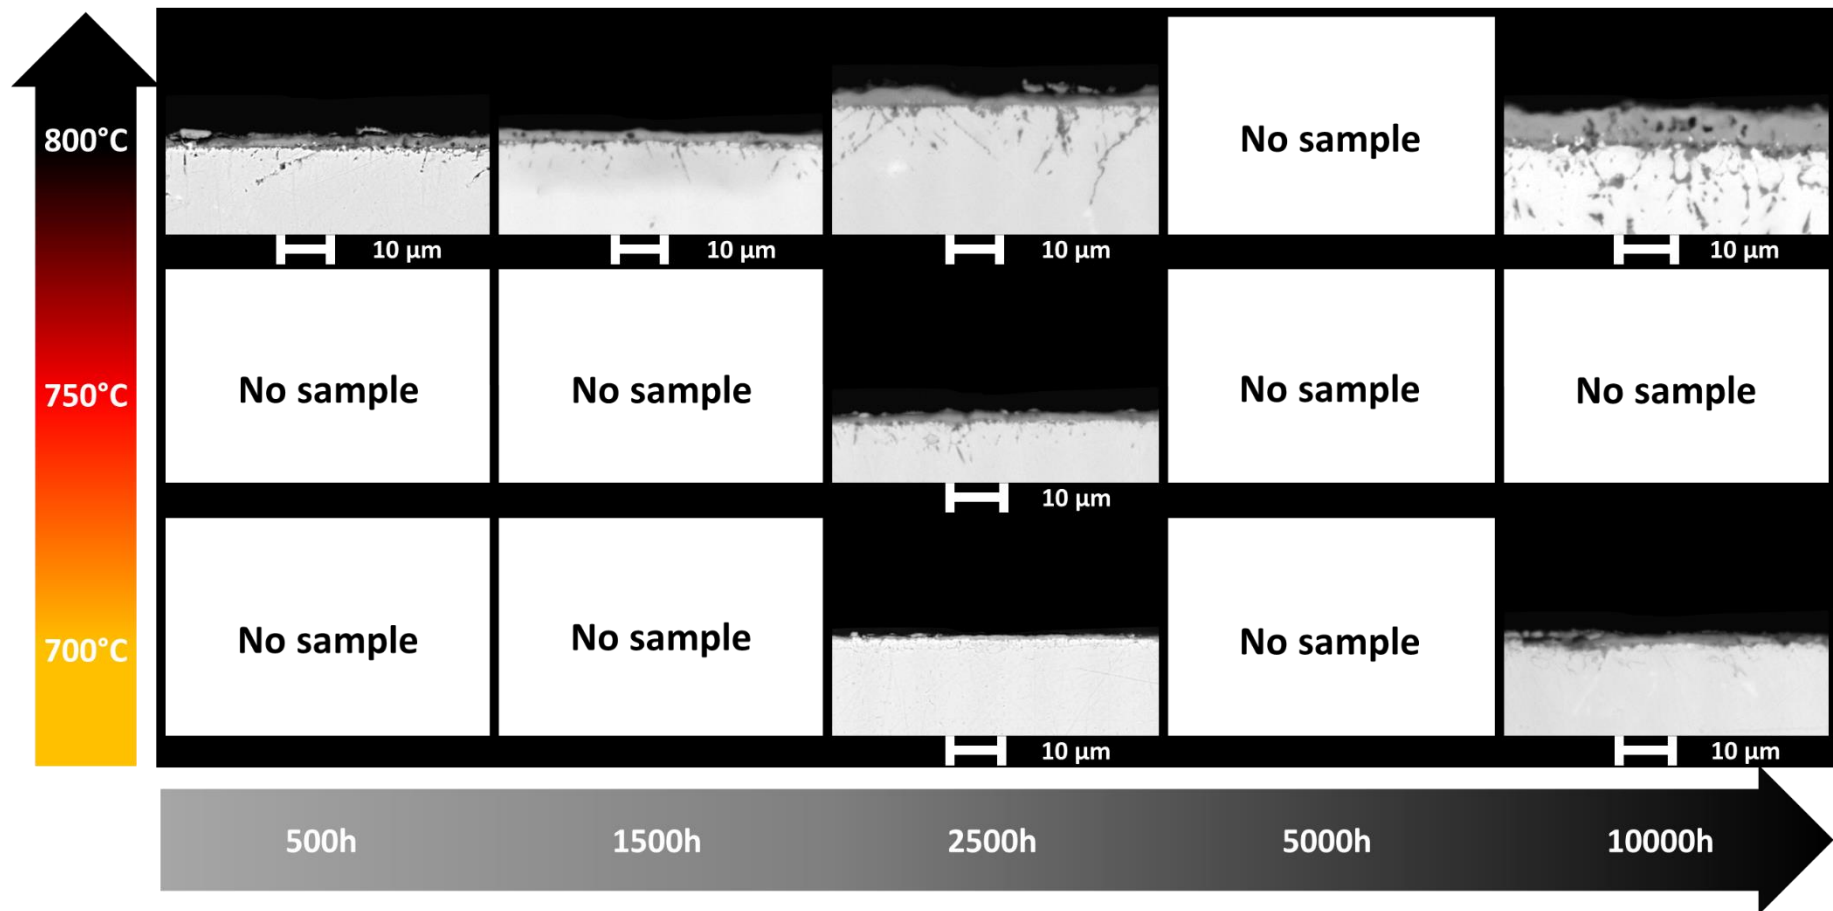 800°C
No sample
10 µm
10 µm
10 µm
10 µm
750°C
No sample
No sample
No sample
No sample
10 µm
700°C
No sample
No sample
No sample
10 µm
10 µm
500h
1500h
2500h
5000h
10000h